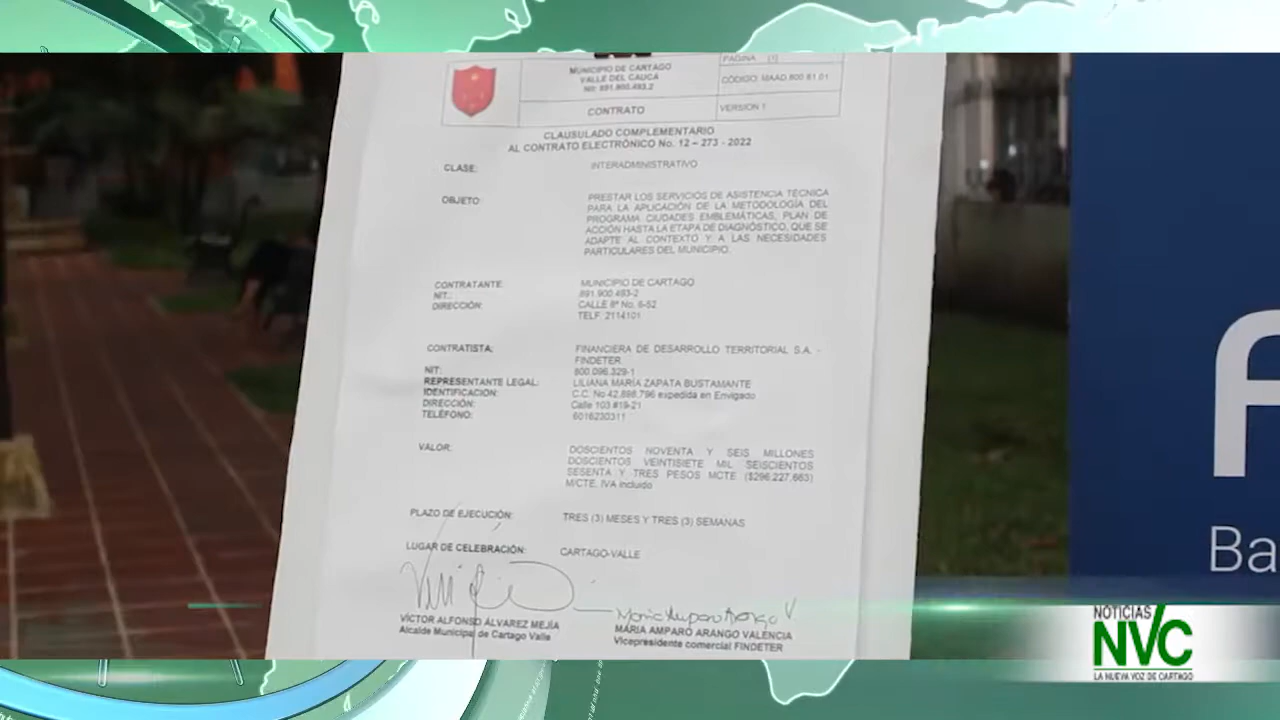 MUNICIPIO DE CARTAGO
VALLE DEL CAUCA
Nit: 891.900.493.2
PAGINA [1]
CÓDIGO: MAAD.800.61.01
CONTRATO
VERSION 1
CLAUSULADO COMPLEMENTARIO
AL CONTRATO ELECTRÓNICO No. 12 – 273 - 2022
CLASE: INTERADMINISTRATIVO
OBJETO: PRESTAR LOS SERVICIOS DE ASISTENCIA TÉCNICA
PARA LA APLICACIÓN DE LA METODOLOGÍA DEL
PROGRAMA CIUDADES EMBLEMÁTICAS, PLAN DE
ACCIÓN HASTA LA ETAPA DE DIAGNÓSTICO, QUE SE
ADAPTE AL CONTEXTO Y A LAS NECESIDADES
PARTICULARES DEL MUNICIPIO.
CONTRATANTE: MUNICIPIO DE CARTAGO
NIT.: 891.900.493-2
DIRECCIÓN: CALLE 8ª No. 6-52
TELF. 2114101
CONTRATISTA: FINANCIERA DE DESARROLLO TERRITORIAL S.A. -
FINDETER
NIT: 800.096.329-1
REPRESENTANTE LEGAL: LILIANA MARÍA ZAPATA BUSTAMANTE
IDENTIFICACION: C.C. No 42.898.796 expedida en Envigado
DIRECCIÓN: Calle 103 #19-21
TELÉFONO: 6016230311
VALOR: DOSCIENTOS NOVENTA Y SEIS MILLONES
DOSCIENTOS VEINTISIETE MIL SEISCIENTOS
SESENTA Y TRES PESOS MCTE ($296.227.663)
M/CTE. IVA incluido
PLAZO DE EJECUCIÓN: TRES (3) MESES Y TRES (3) SEMANAS
LUGAR DE CELEBRACIÓN: CARTAGO-VALLE
Maria Amparo Arango V
VÍCTOR ALFONSO ÁLVAREZ MEJÍA
Alcalde Municipal de Cartago Valle
MARIA AMPARO ARANGO VALENCIA
Vicepresidente comercial FINDETER
Ba
NOTICIAS
NVC
LA NUEVA VOZ DE CARTAGO